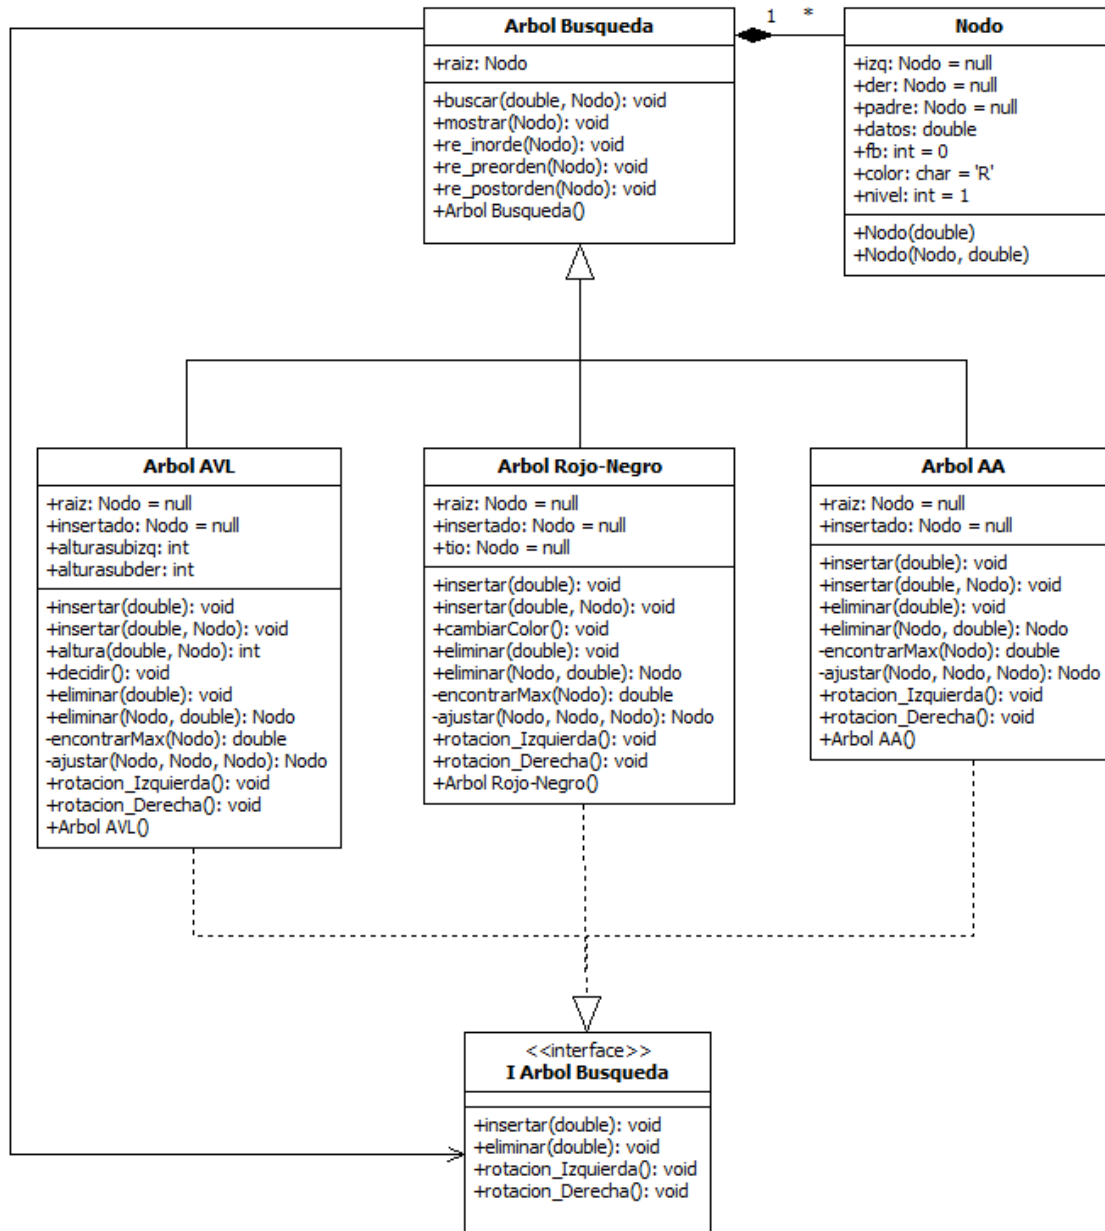 Arbol Busqueda
+raiz: Nodo
+buscar(double, Nodo): void
+mostrar(Nodo): void
+re_inorde(Nodo): void
+re_preorden(Nodo): void
+re_postorden(Nodo): void
+Arbol Busqueda()
1 *
Nodo
+izq: Nodo = null
+der: Nodo = null
+padre: Nodo = null
+datos: double
+fb: int = 0
+color: char = 'R'
+nivel: int = 1
+Nodo(double)
+Nodo(Nodo, double)
Arbol AVL
+raiz: Nodo = null
+insertado: Nodo = null
+alturasubizq: int
+alturasubder: int
+insertar(double): void
+insertar(double, Nodo): void
+altura(double, Nodo): int
+decidir(): void
+eliminar(double): void
+eliminar(Nodo, double): Nodo
-encontrarMax(Nodo): double
-ajustar(Nodo, Nodo, Nodo): Nodo
+rotacion_Izquierda(): void
+rotacion_Derecha(): void
+Arbol AVL()
Arbol Rojo-Negro
+raiz: Nodo = null
+insertado: Nodo = null
+tio: Nodo = null
+insertar(double): void
+insertar(double, Nodo): void
+cambiarColor(): void
+eliminar(double): void
+eliminar(Nodo, double): Nodo
-encontrarMax(Nodo): double
-ajustar(Nodo, Nodo, Nodo): Nodo
+rotacion_Izquierda(): void
+rotacion_Derecha(): void
+Arbol Rojo-Negro()
Arbol AA
+raiz: Nodo = null
+insertado: Nodo = null
+insertar(double): void
+insertar(double, Nodo): void
+eliminar(double): void
+eliminar(Nodo, double): Nodo
-encontrarMax(Nodo): double
-ajustar(Nodo, Nodo, Nodo): Nodo
+rotacion_Izquierda(): void
+rotacion_Derecha(): void
+Arbol AA()
<<interface>>
I Arbol Busqueda
+insertar(double): void
+eliminar(double): void
+rotacion_Izquierda(): void
+rotacion_Derecha(): void